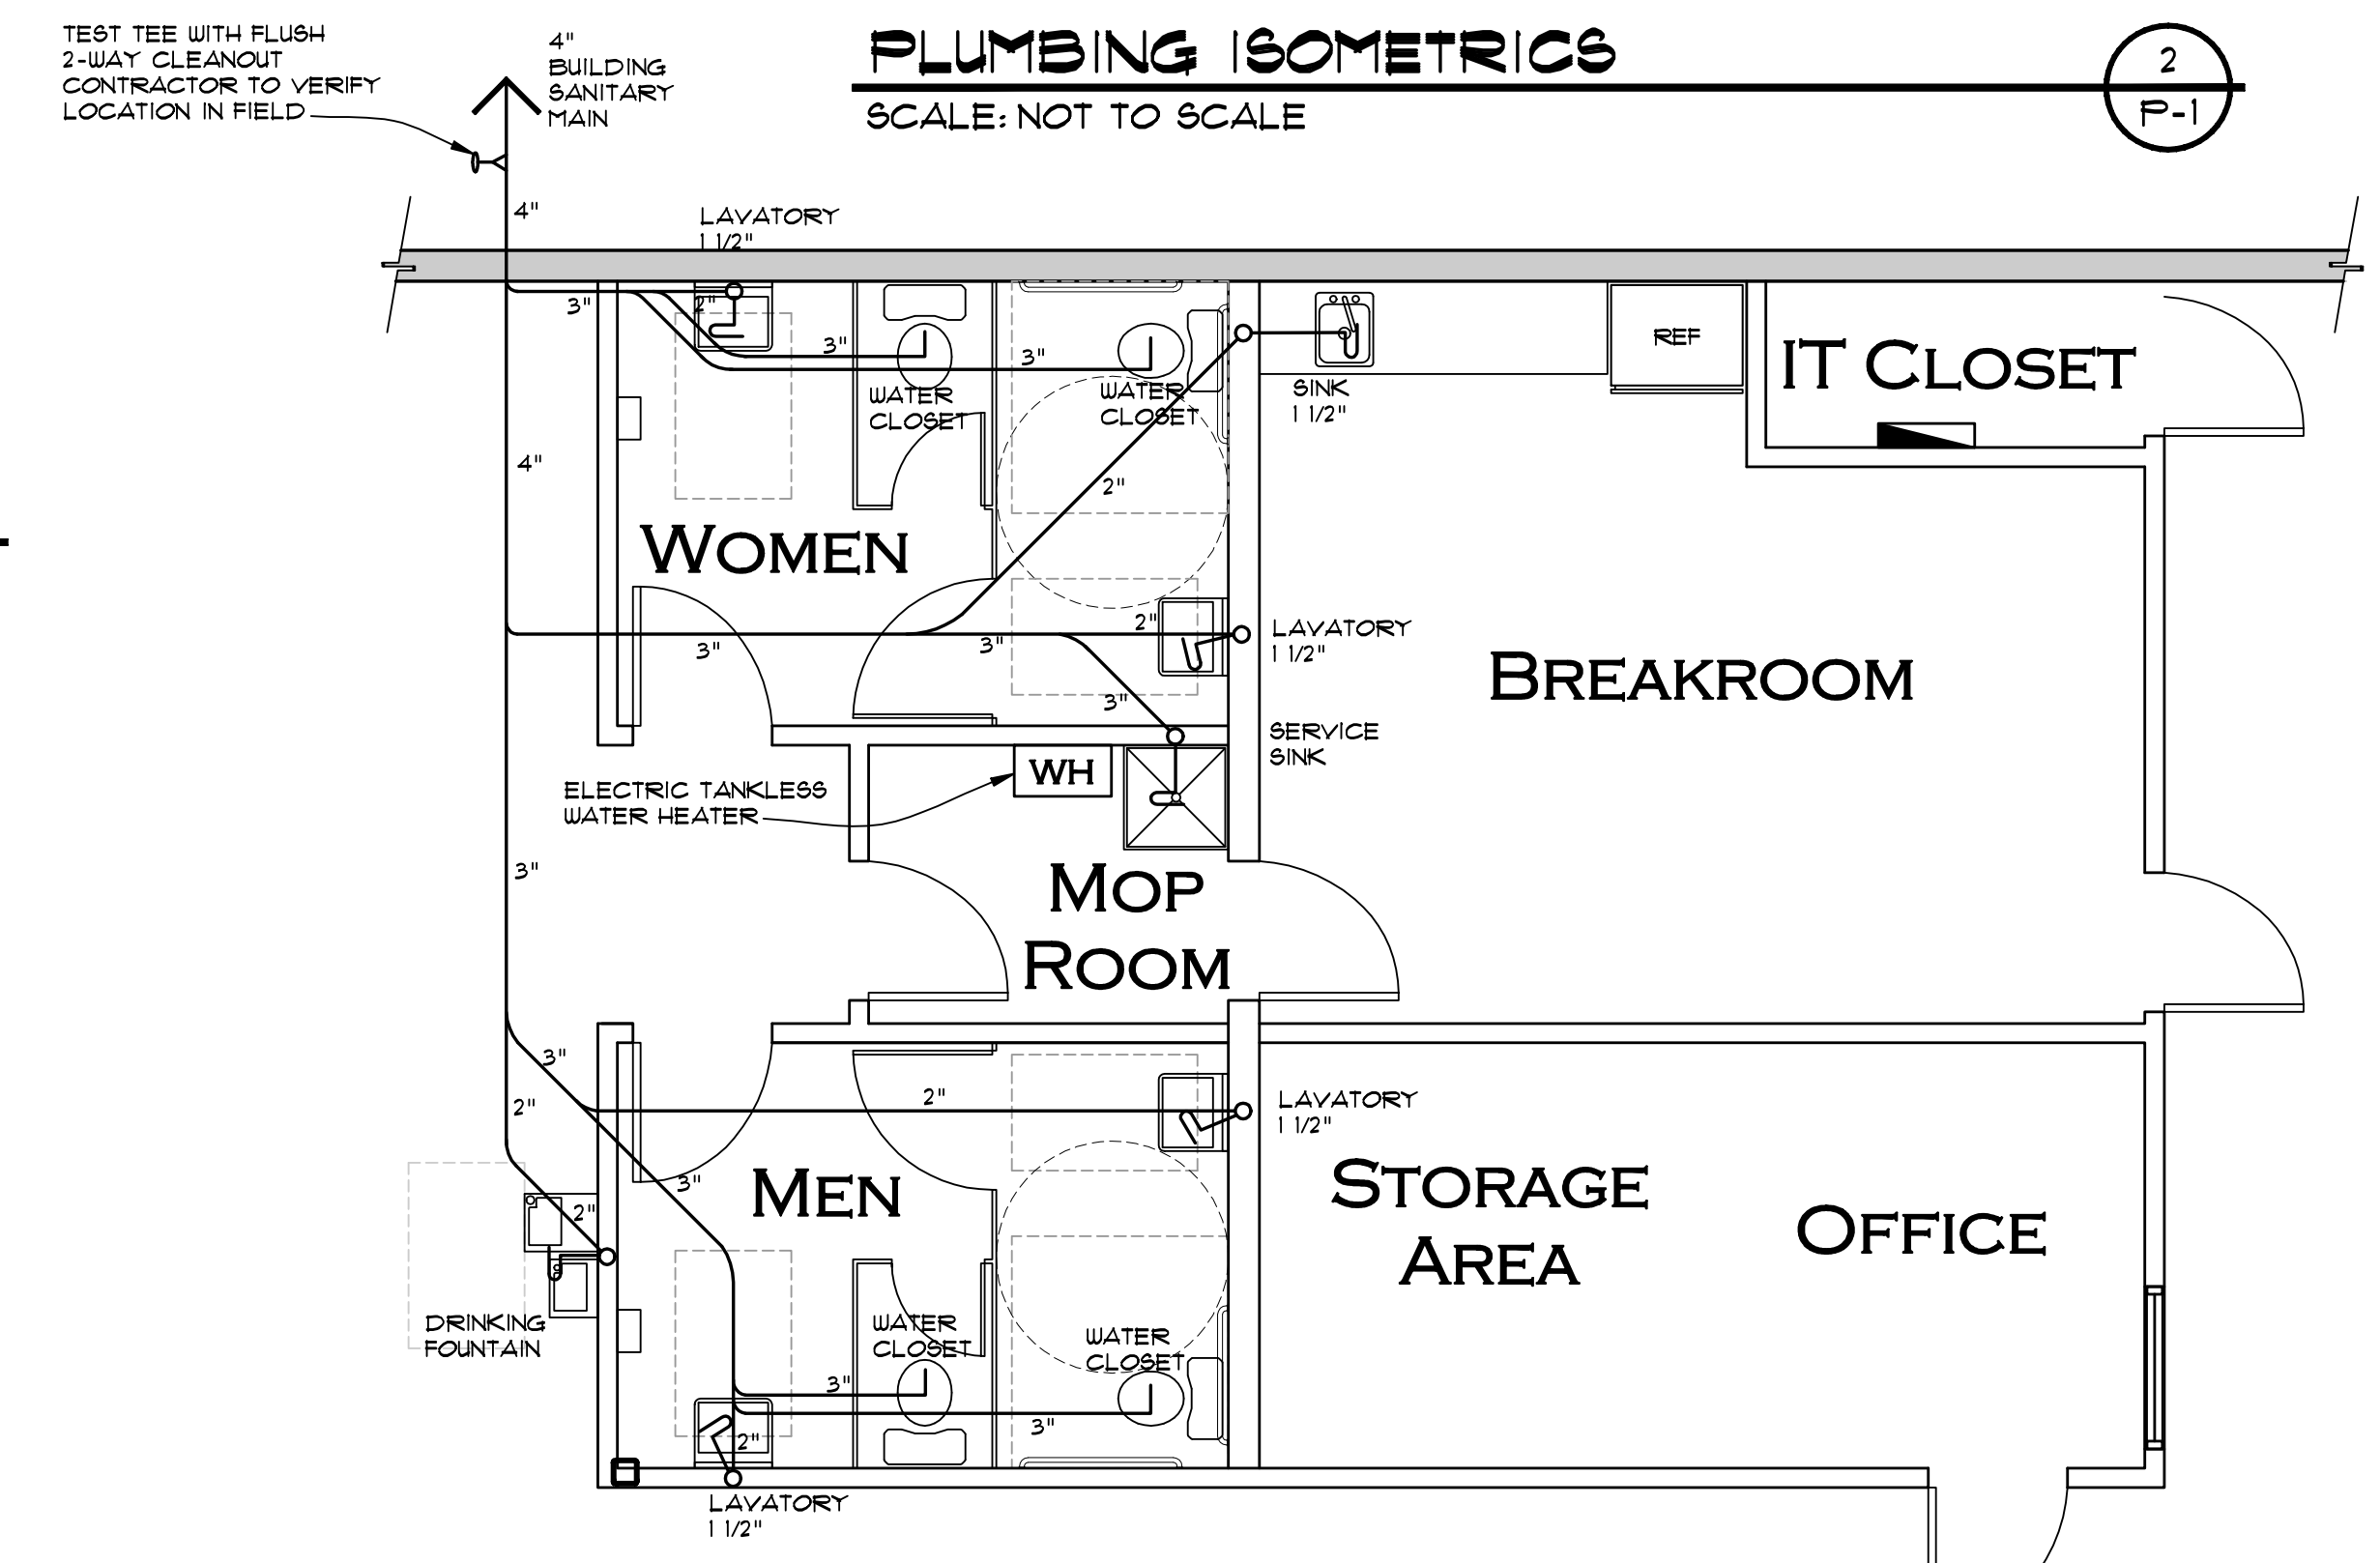 TEST TEE WITH FLUSH
2-WAY CLEANOUT
CONTRACTOR TO VERIFY
LOCATION IN FIELD
4"
BUILDING
SANITARY
MAIN
PLUMBING ISOMETRICS
SCALE: NOT TO SCALE
2
P-1
4"
LAVATORY
1 1/2"
3"
2"
3"
3"
WATER
CLOSET
WATER
CLOSET
SINK
1 1/2"
REF
IT CLOSET
4"
2"
WOMEN
3"
3"
2"
LAVATORY
1 1/2"
BREAKROOM
3"
SERVICE
SINK
WH
ELECTRIC TANKLESS
WATER HEATER
3"
MOP
ROOM
3"
2"
2"
LAVATORY
1 1/2"
3"
MEN
STORAGE
AREA
OFFICE
2"
DRINKING
FOUNTAIN
WATER
CLOSET
WATER
CLOSET
3"
3"
2"
LAVATORY
1 1/2"